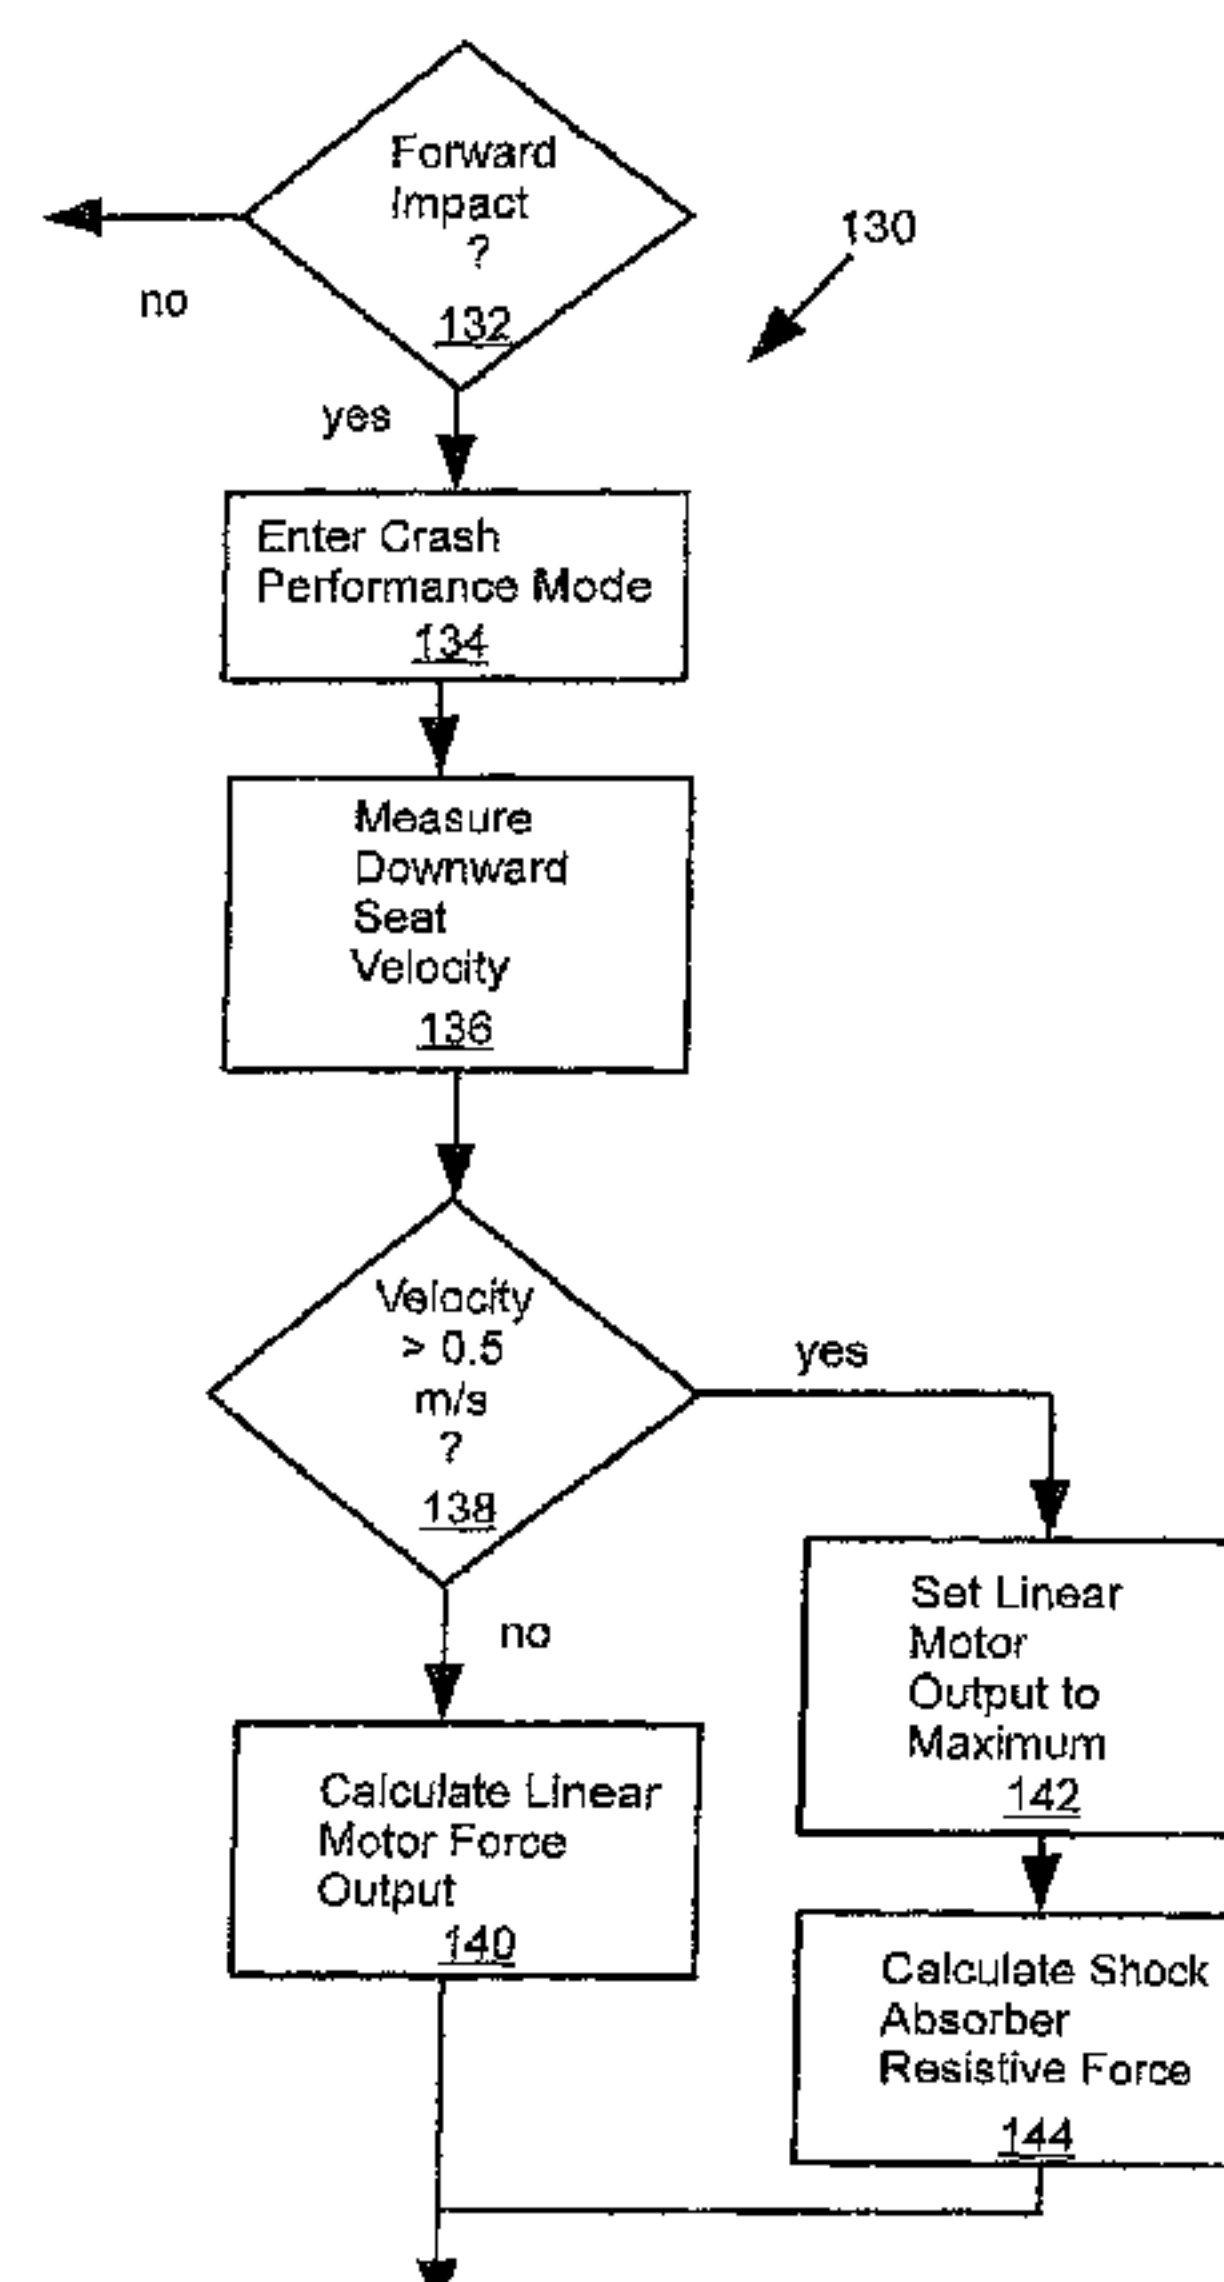 Forward
Impact
?
132
130
no
yes
Enter Crash
Performance Mode
134
Measure
Downward
Seat
Velocity
136
Velocity
> 0.5
m/s
?
138
yes
no
Set Linear
Motor
Output to
Maximum
142
Calculate Linear
Motor Force
Output
140
Calculate Shock
Absorber
Resistive Force
144